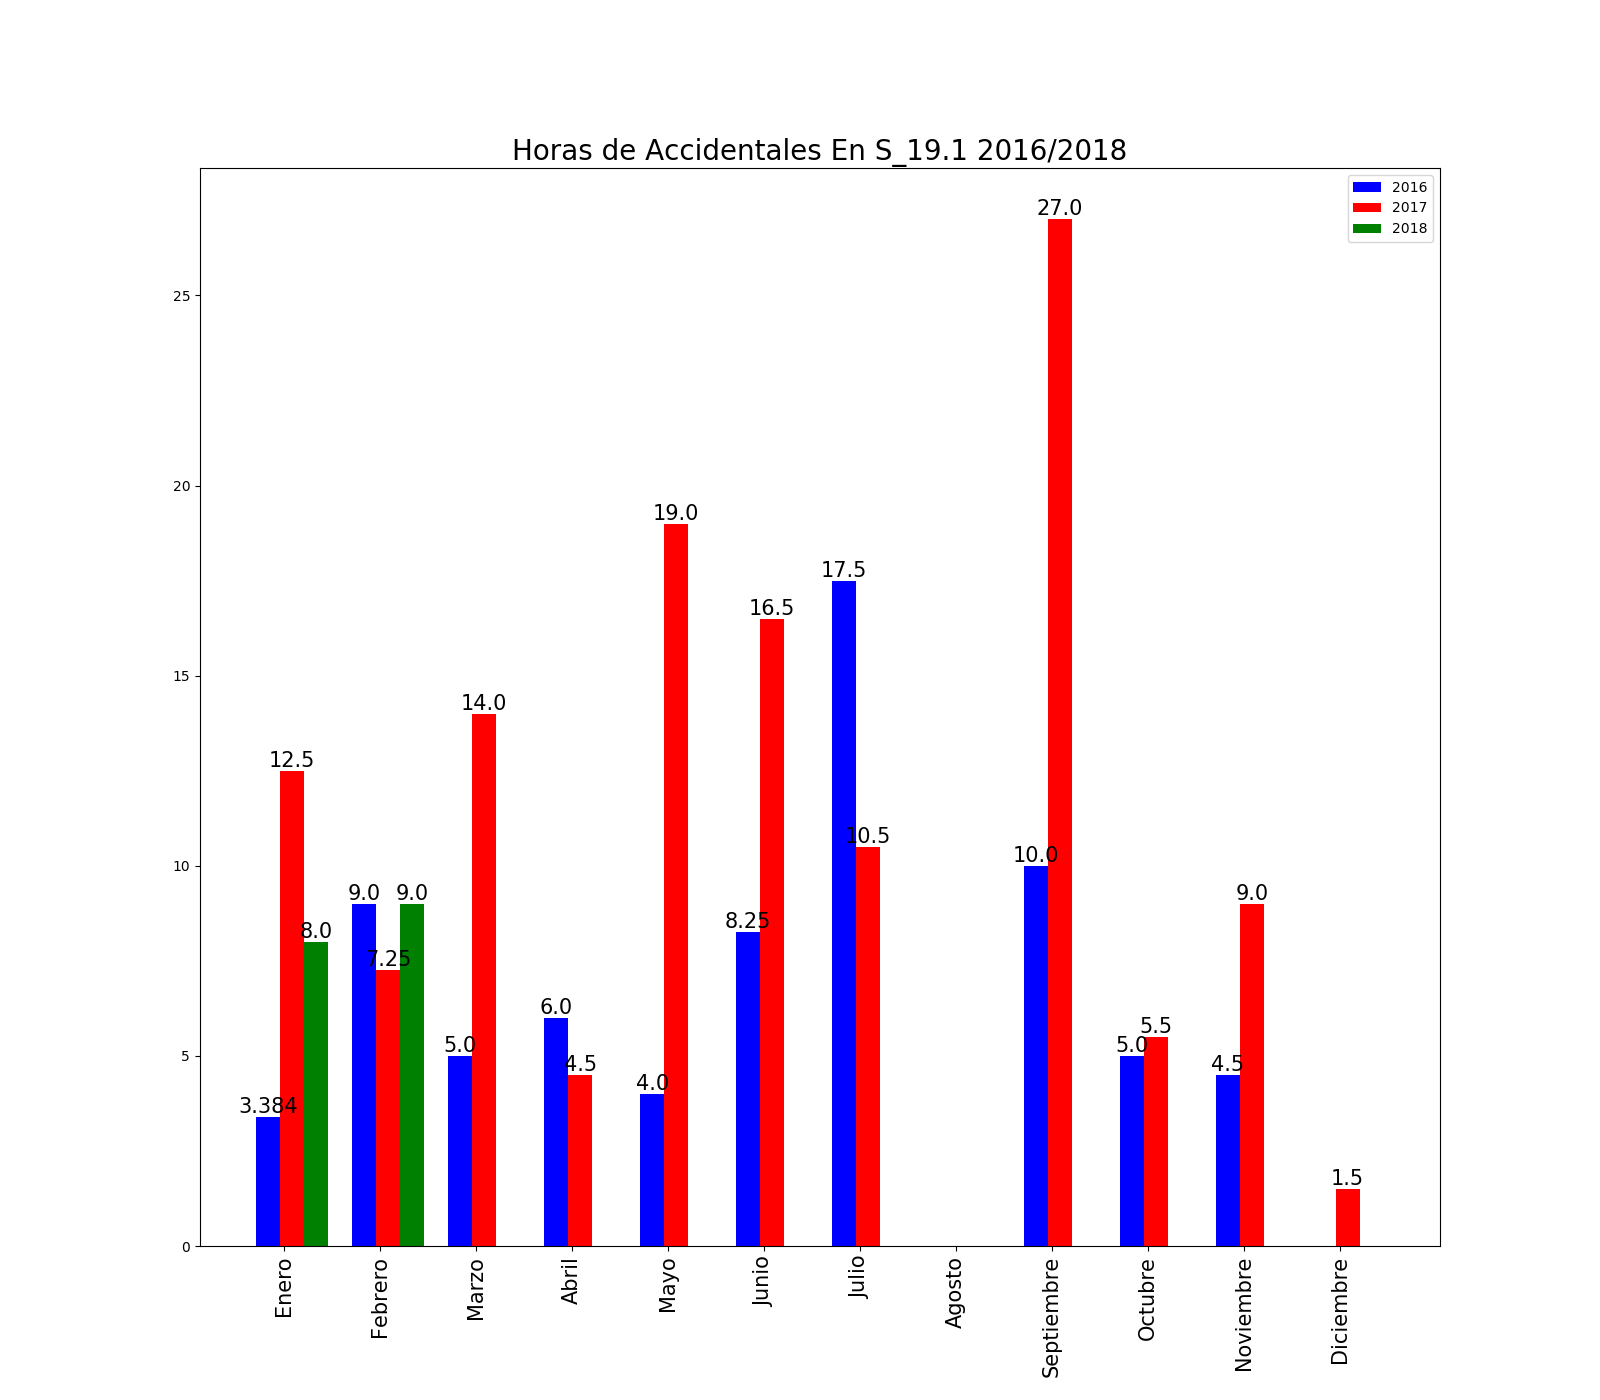 Horas de Accidentales En S_19.1 2016/2018
2016
2017
2018
27.0
25
20
19.0
17.5
16.5
15
14.0
12.5
10.5
10
10.0
9.0
9.0
9.0
8.25
8.0
7.25
6.0
5.5
5
5.0
5.0
4.5
4.5
4.0
3.384
1.5
0
Enero
Febrero
Marzo
Abril
Mayo
Junio
Julio
Agosto
Septiembre
Octubre
Noviembre
Diciembre